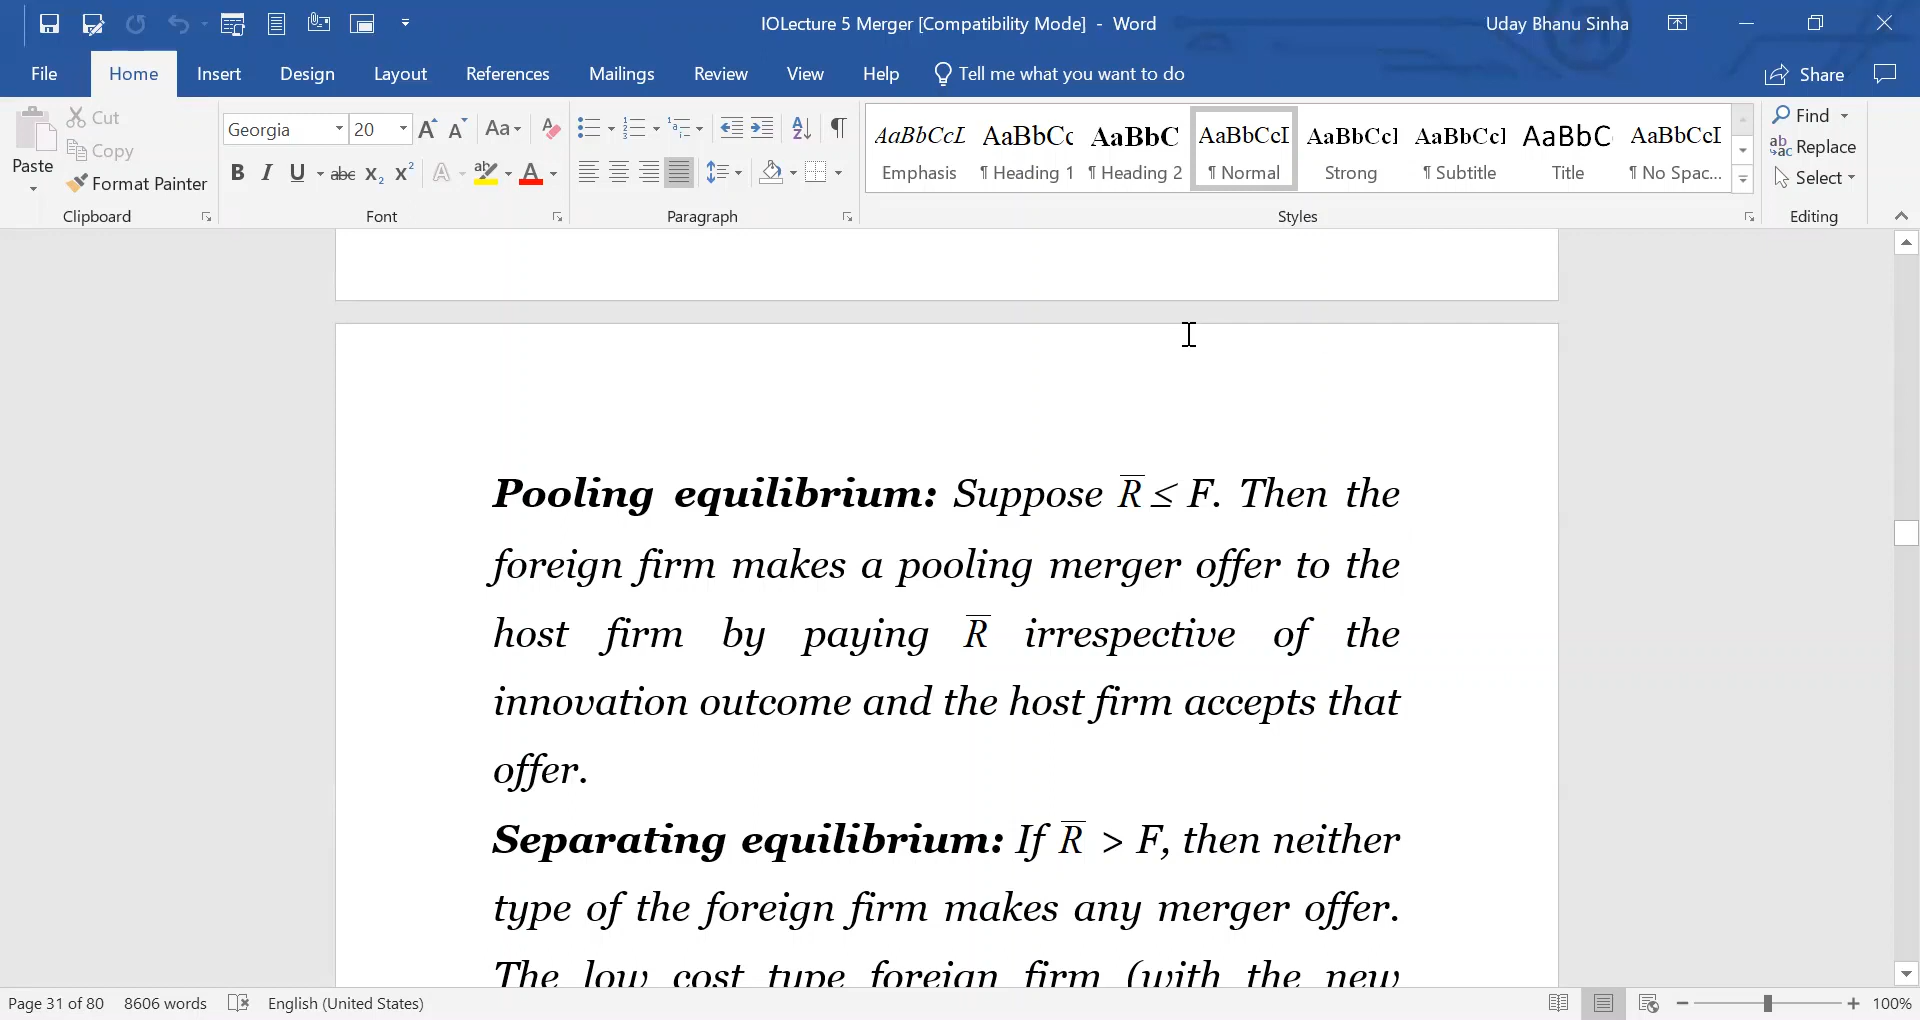 IOLecture 5 Merger [Compatibility Mode] - Word
Uday Bhanu Sinha
File Home Insert Design Layout References Mailings Review View Help Tell me what you want to do Share
Paste
Cut
Copy
Format Painter
Clipboard
Georgia 20
Aa
B I U abc X₂ X² A A
Font
Paragraph
AaBbCcL AaBbCc AaBbC AaBbCcI AaBbCcI AaBbCcI AaBbC AaBbCcI
Emphasis ¶ Heading 1 ¶ Heading 2 ¶ Normal Strong ¶ Subtitle Title ¶ No Spac...
Styles
Find
Replace
Select
Editing
Pooling equilibrium: Suppose R̅ ≤ F. Then the
foreign firm makes a pooling merger offer to the
host firm by paying R̅ irrespective of the
innovation outcome and the host firm accepts that
offer.
Separating equilibrium: If R̅ > F, then neither
type of the foreign firm makes any merger offer.
The low cost type foreign firm (with the new
Page 31 of 80 8606 words English (United States) 100%